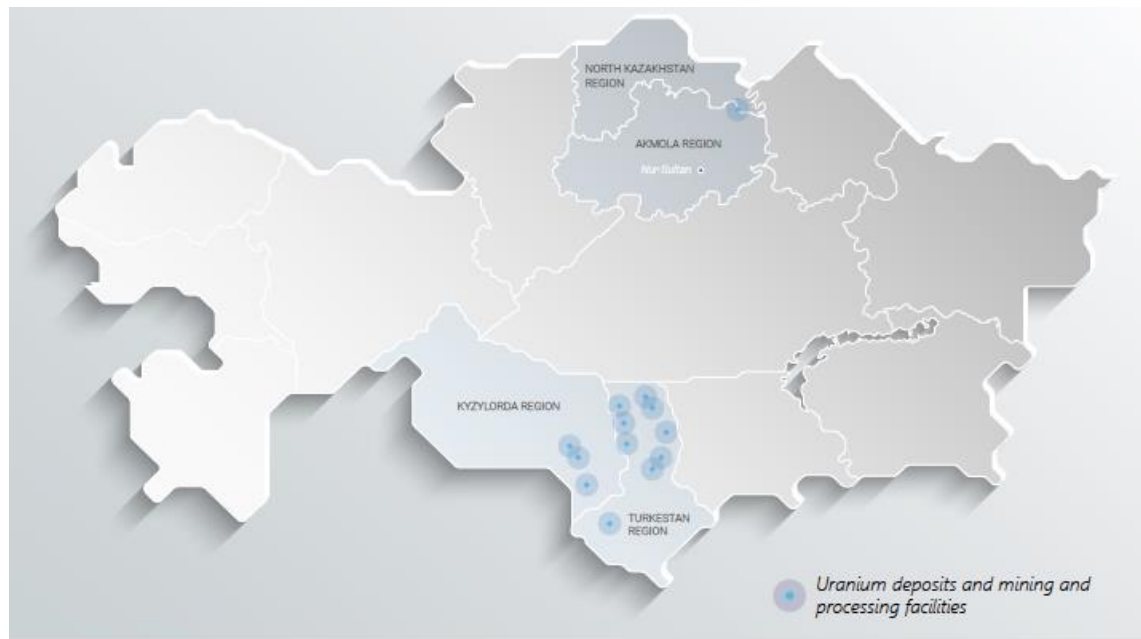 NORTH KAZAKHSTAN
REGION
AKMOLA REGION
Nur-Sultan
KYZYLORDA REGION
TURKESTAN
REGION
Uranium deposits and mining and
processing facilities